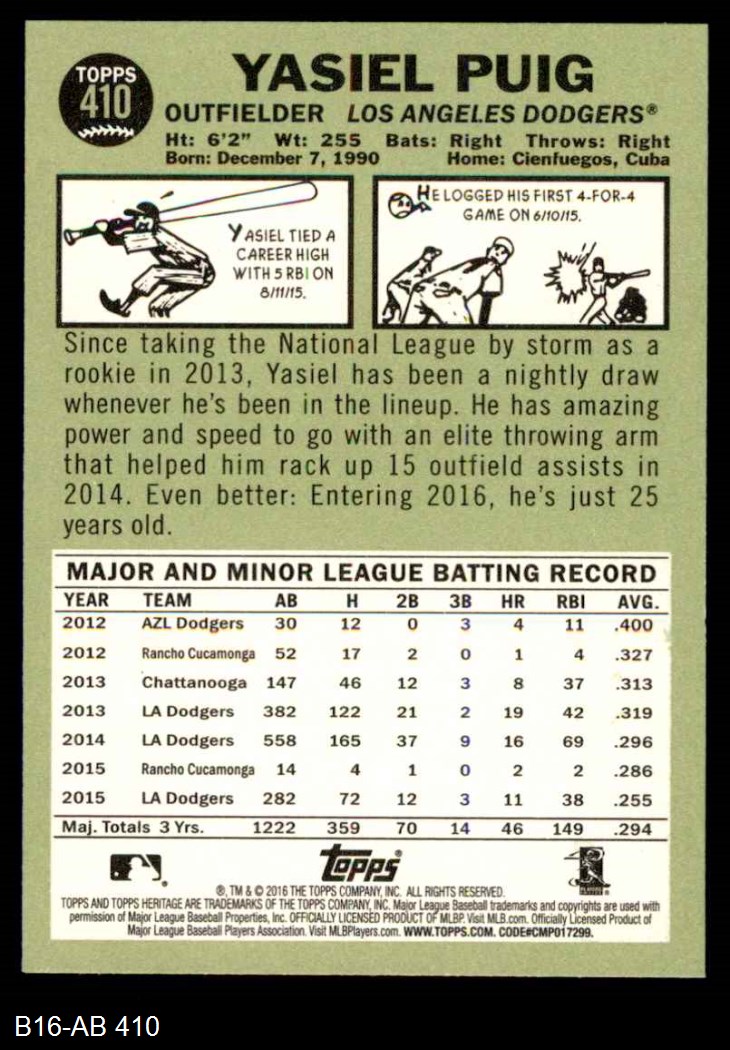 TOPPS
410
YASIEL PUIG
OUTFIELDER LOS ANGELES DODGERS®
Ht: 6'2" Wt: 255 Bats: Right Throws: Right
Born: December 7, 1990 Home: Cienfuegos, Cuba
YASIEL TIED A
CAREER HIGH
WITH 5 RBI ON
8/11/15.
HE LOGGED HIS FIRST 4-FOR-4
GAME ON 6/10/15.
Since taking the National League by storm as a
rookie in 2013, Yasiel has been a nightly draw
whenever he's been in the lineup. He has amazing
power and speed to go with an elite throwing arm
that helped him rack up 15 outfield assists in
2014. Even better: Entering 2016, he's just 25
years old.
MAJOR AND MINOR LEAGUE BATTING RECORD
YEAR TEAM AB H 2B 3B HR RBI AVG.
2012 AZL Dodgers 30 12 0 3 4 11 .400
2012 Rancho Cucamonga 52 17 2 0 1 4 .327
2013 Chattanooga 147 46 12 3 8 37 .313
2013 LA Dodgers 382 122 21 2 19 42 .319
2014 LA Dodgers 558 165 37 9 16 69 .296
2015 Rancho Cucamonga 14 4 1 0 2 2 .286
2015 LA Dodgers 282 72 12 3 11 38 .255
Maj. Totals 3 Yrs. 1222 359 70 14 46 149 .294
Topps®
®, TM & © 2016 THE TOPPS COMPANY, INC. ALL RIGHTS RESERVED.
TOPPS AND TOPPS HERITAGE ARE TRADEMARKS OF THE TOPPS COMPANY, INC. Major League Baseball trademarks and copyrights are used with
permission of Major League Baseball Properties, Inc. OFFICIALLY LICENSED PRODUCT OF MLBP. Visit MLB.com. Officially Licensed Product of
Major League Baseball Players Association. Visit MLBPlayers.com. WWW.TOPPS.COM. CODE#CMP017299.
B16-AB 410